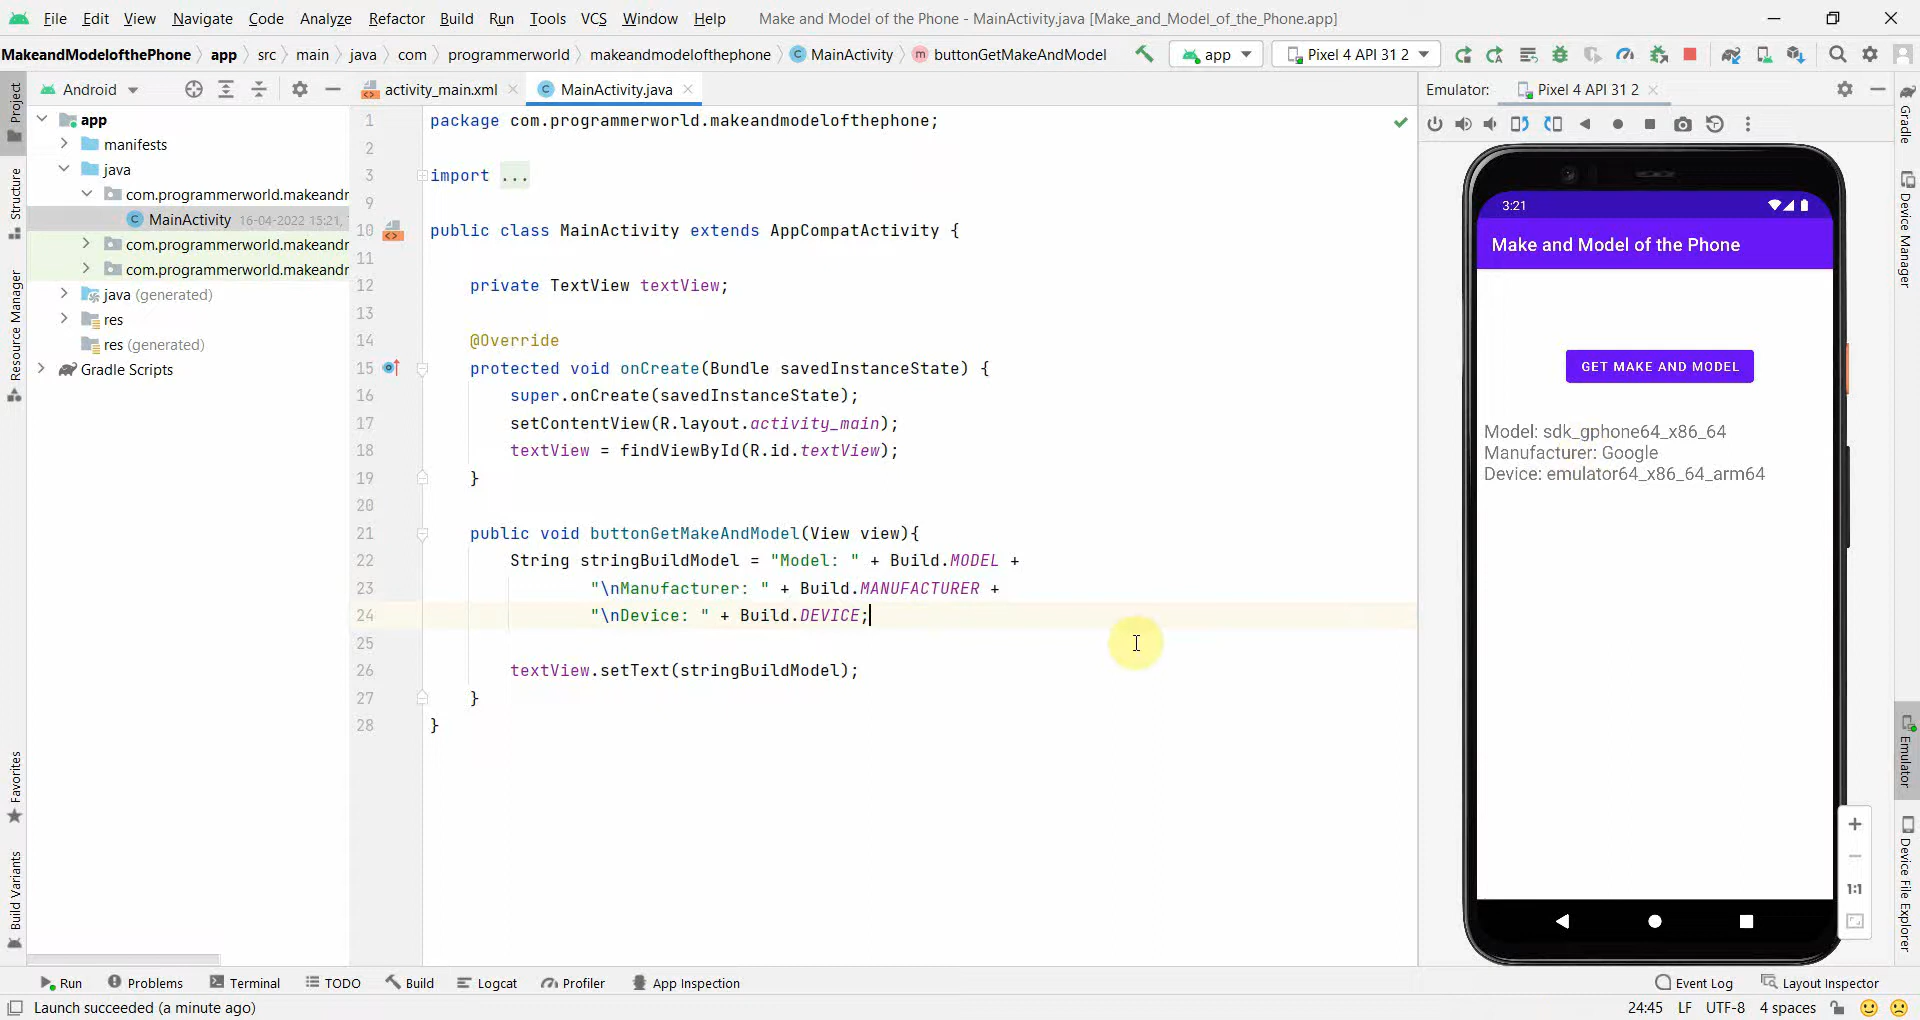 File Edit View Navigate Code Analyze Refactor Build Run Tools VCS Window Help Make and Model of the Phone - MainActivity.java [Make_and_Model_of_the_Phone.app]
MakeandModelofthePhone app src main java com programmerworld makeandmodelofthephone MainActivity buttonGetMakeAndModel app Pixel 4 API 31 2
Project
Structure
Resource Manager
Favorites
Build Variants
Android
app
manifests
java
com.programmerworld.makeandr
MainActivity 16-04-2022 15:21,
com.programmerworld.makeandr
com.programmerworld.makeandr
java (generated)
res
res (generated)
Gradle Scripts
activity_main.xml MainActivity.java
1 package com.programmerworld.makeandmodelofthephone;
2
3 import ...
9
10 public class MainActivity extends AppCompatActivity {
11
12 private TextView textView;
13
14 @Override
15 protected void onCreate(Bundle savedInstanceState) {
16 super.onCreate(savedInstanceState);
17 setContentView(R.layout.activity_main);
18 textView = findViewById(R.id.textView);
19 }
20
21 public void buttonGetMakeAndModel(View view){
22 String stringBuildModel = "Model: " + Build.MODEL +
23 "\nManufacturer: " + Build.MANUFACTURER +
24 "\nDevice: " + Build.DEVICE;
25
26 textView.setText(stringBuildModel);
27 }
28 }
Emulator: Pixel 4 API 31 2
3:21
Make and Model of the Phone
GET MAKE AND MODEL
Model: sdk_gphone64_x86_64
Manufacturer: Google
Device: emulator64_x86_64_arm64
1:1
Gradle
Device Manager
Emulator
Device File Explorer
Run Problems Terminal TODO Build Logcat Profiler App Inspection Event Log Layout Inspector
Launch succeeded (a minute ago) 24:45 LF UTF-8 4 spaces